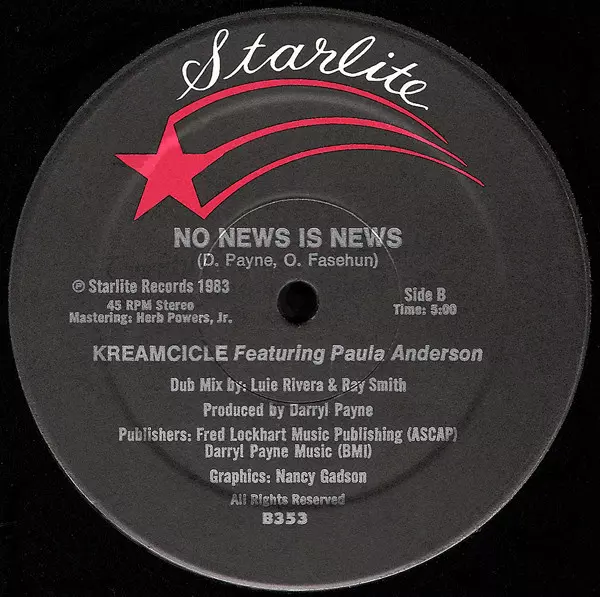 Starlite
NO NEWS IS NEWS
(D. Payne, O. Fasehun)
℗ Starlite Records 1983
45 RPM Stereo
Mastering: Herb Powers, Jr.
Side B
Time: 5:00
KREAMCICLE Featuring Paula Anderson
Dub Mix by: Luie Rivera & Ray Smith
Produced by Darryl Payne
Publishers: Fred Lockhart Music Publishing (ASCAP)
Darryl Payne Music (BMI)
Graphics: Nancy Gadson
All Rights Reserved
B353